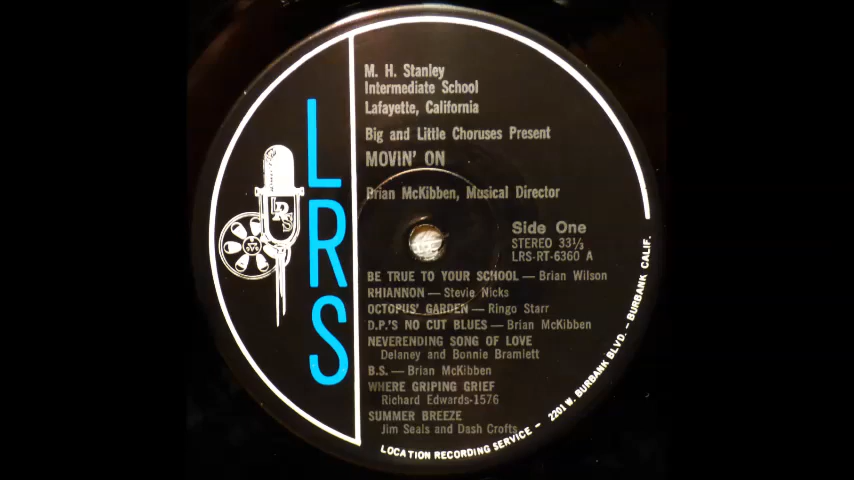 M. H. Stanley
Intermediate School
Lafayette, California
Big and Little Choruses Present
MOVIN' ON
Brian McKibben, Musical Director
Side One
STEREO 33⅓
LRS-RT-6360 A
BE TRUE TO YOUR SCHOOL — Brian Wilson
RHIANNON — Stevie Nicks
OCTOPUS' GARDEN — Ringo Starr
D.P.'S NO CUT BLUES — Brian McKibben
NEVERENDING SONG OF LOVE
Delaney and Bonnie Bramlett
B.S. — Brian McKibben
WHERE GRIPING GRIEF
Richard Edwards-1576
SUMMER BREEZE
Jim Seals and Dash Crofts
LRS
LRS
LOCATION RECORDING SERVICE – 2201 W. BURBANK BLVD. – BURBANK CALIF.